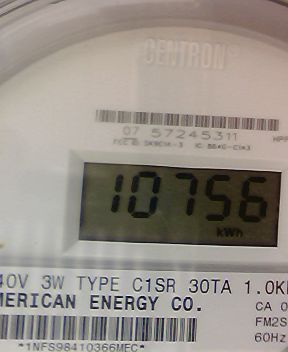 CENTRON®
07 57245311
10756
kWh
40V 3W TYPE C1SR 30TA 1.0K
MERICAN ENERGY CO.
CA 0
FM2S
60Hz
*1NFS98410366MEC*